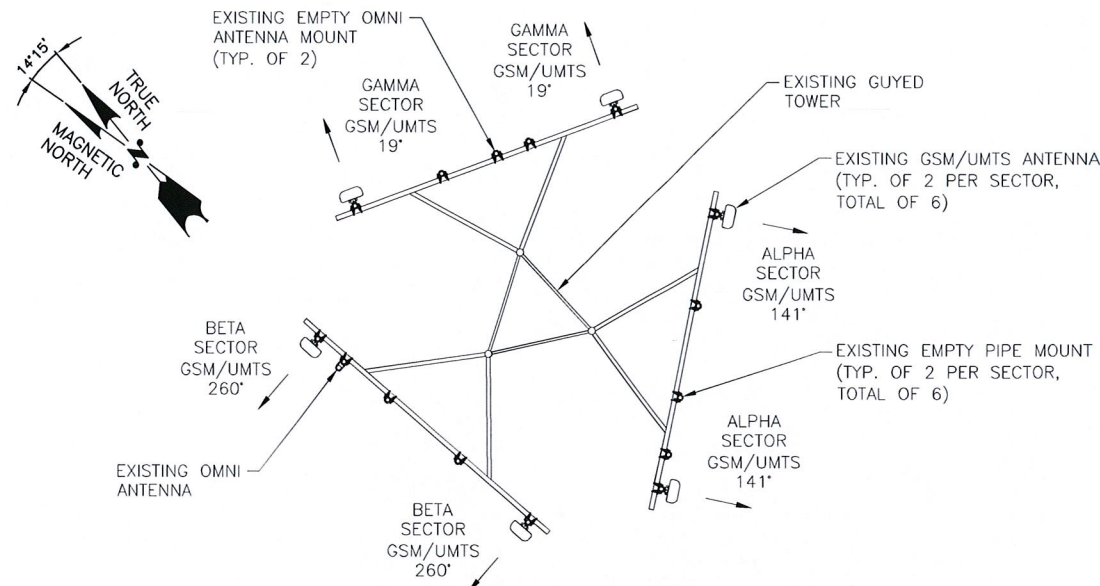 EXISTING EMPTY OMNI
ANTENNA MOUNT
(TYP. OF 2)
GAMMA
SECTOR
GSM/UMTS
19°
14°15'
TRUE
NORTH
MAGNETIC
NORTH
GAMMA
SECTOR
GSM/UMTS
19°
EXISTING GUYED
TOWER
EXISTING GSM/UMTS ANTENNA
(TYP. OF 2 PER SECTOR,
TOTAL OF 6)
ALPHA
SECTOR
GSM/UMTS
141°
BETA
SECTOR
GSM/UMTS
260°
EXISTING EMPTY PIPE MOUNT
(TYP. OF 2 PER SECTOR,
TOTAL OF 6)
ALPHA
SECTOR
GSM/UMTS
141°
EXISTING OMNI
ANTENNA
BETA
SECTOR
GSM/UMTS
260°